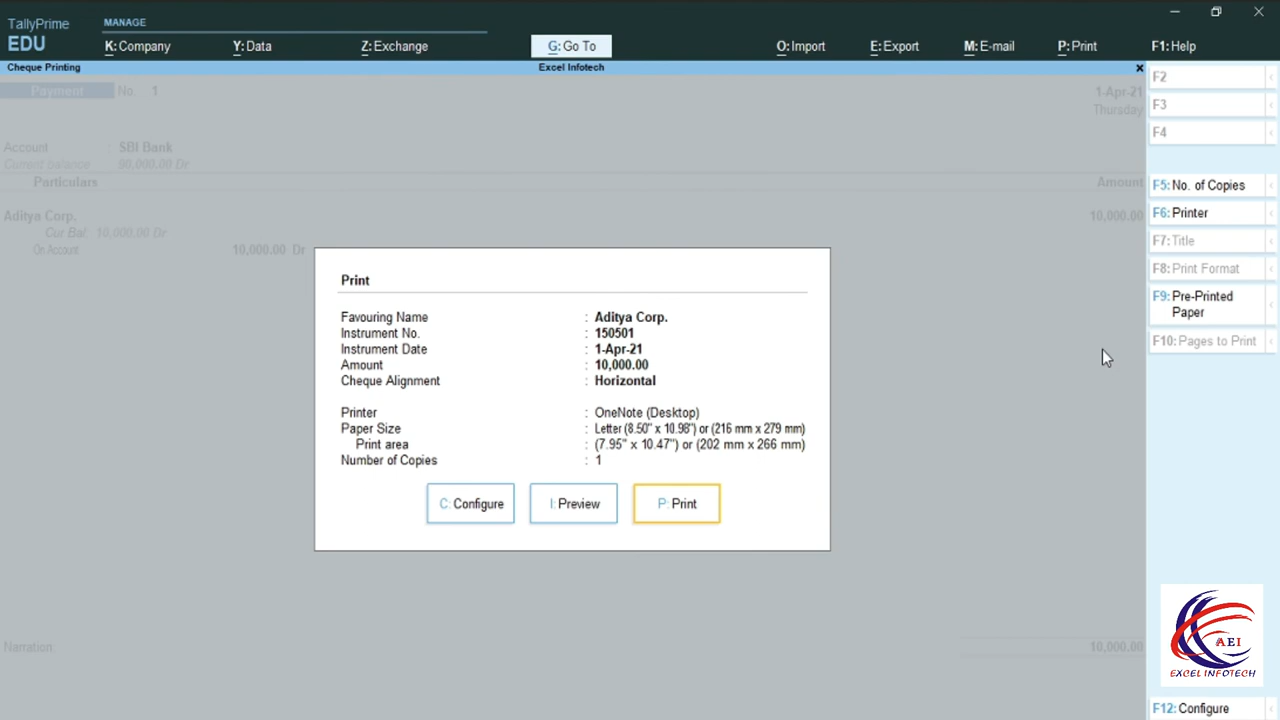 TallyPrime
EDU
MANAGE
K: Company Y: Data Z: Exchange G: Go To O: Import E: Export M: E-mail P: Print F1: Help
Cheque Printing Excel Infotech ×
Payment No. 1 1-Apr-21
Thursday
Account : SBI Bank
Current balance : 90,000.00 Dr
Particulars Amount
Aditya Corp. 10,000.00
Cur Bal: 10,000.00 Dr
On Account 10,000.00 Dr
Print
Favouring Name : Aditya Corp.
Instrument No. : 150501
Instrument Date : 1-Apr-21
Amount : 10,000.00
Cheque Alignment : Horizontal
Printer : OneNote (Desktop)
Paper Size : Letter (8.50" x 10.98") or (216 mm x 279 mm)
Print area : (7.95" x 10.47") or (202 mm x 266 mm)
Number of Copies : 1
C: Configure I: Preview P: Print
Narration: 10,000.00
F2
F3
F4
F5: No. of Copies
F6: Printer
F7: Title
F8: Print Format
F9: Pre-Printed
Paper
F10: Pages to Print
AEI
EXCEL INFOTECH
F12: Configure